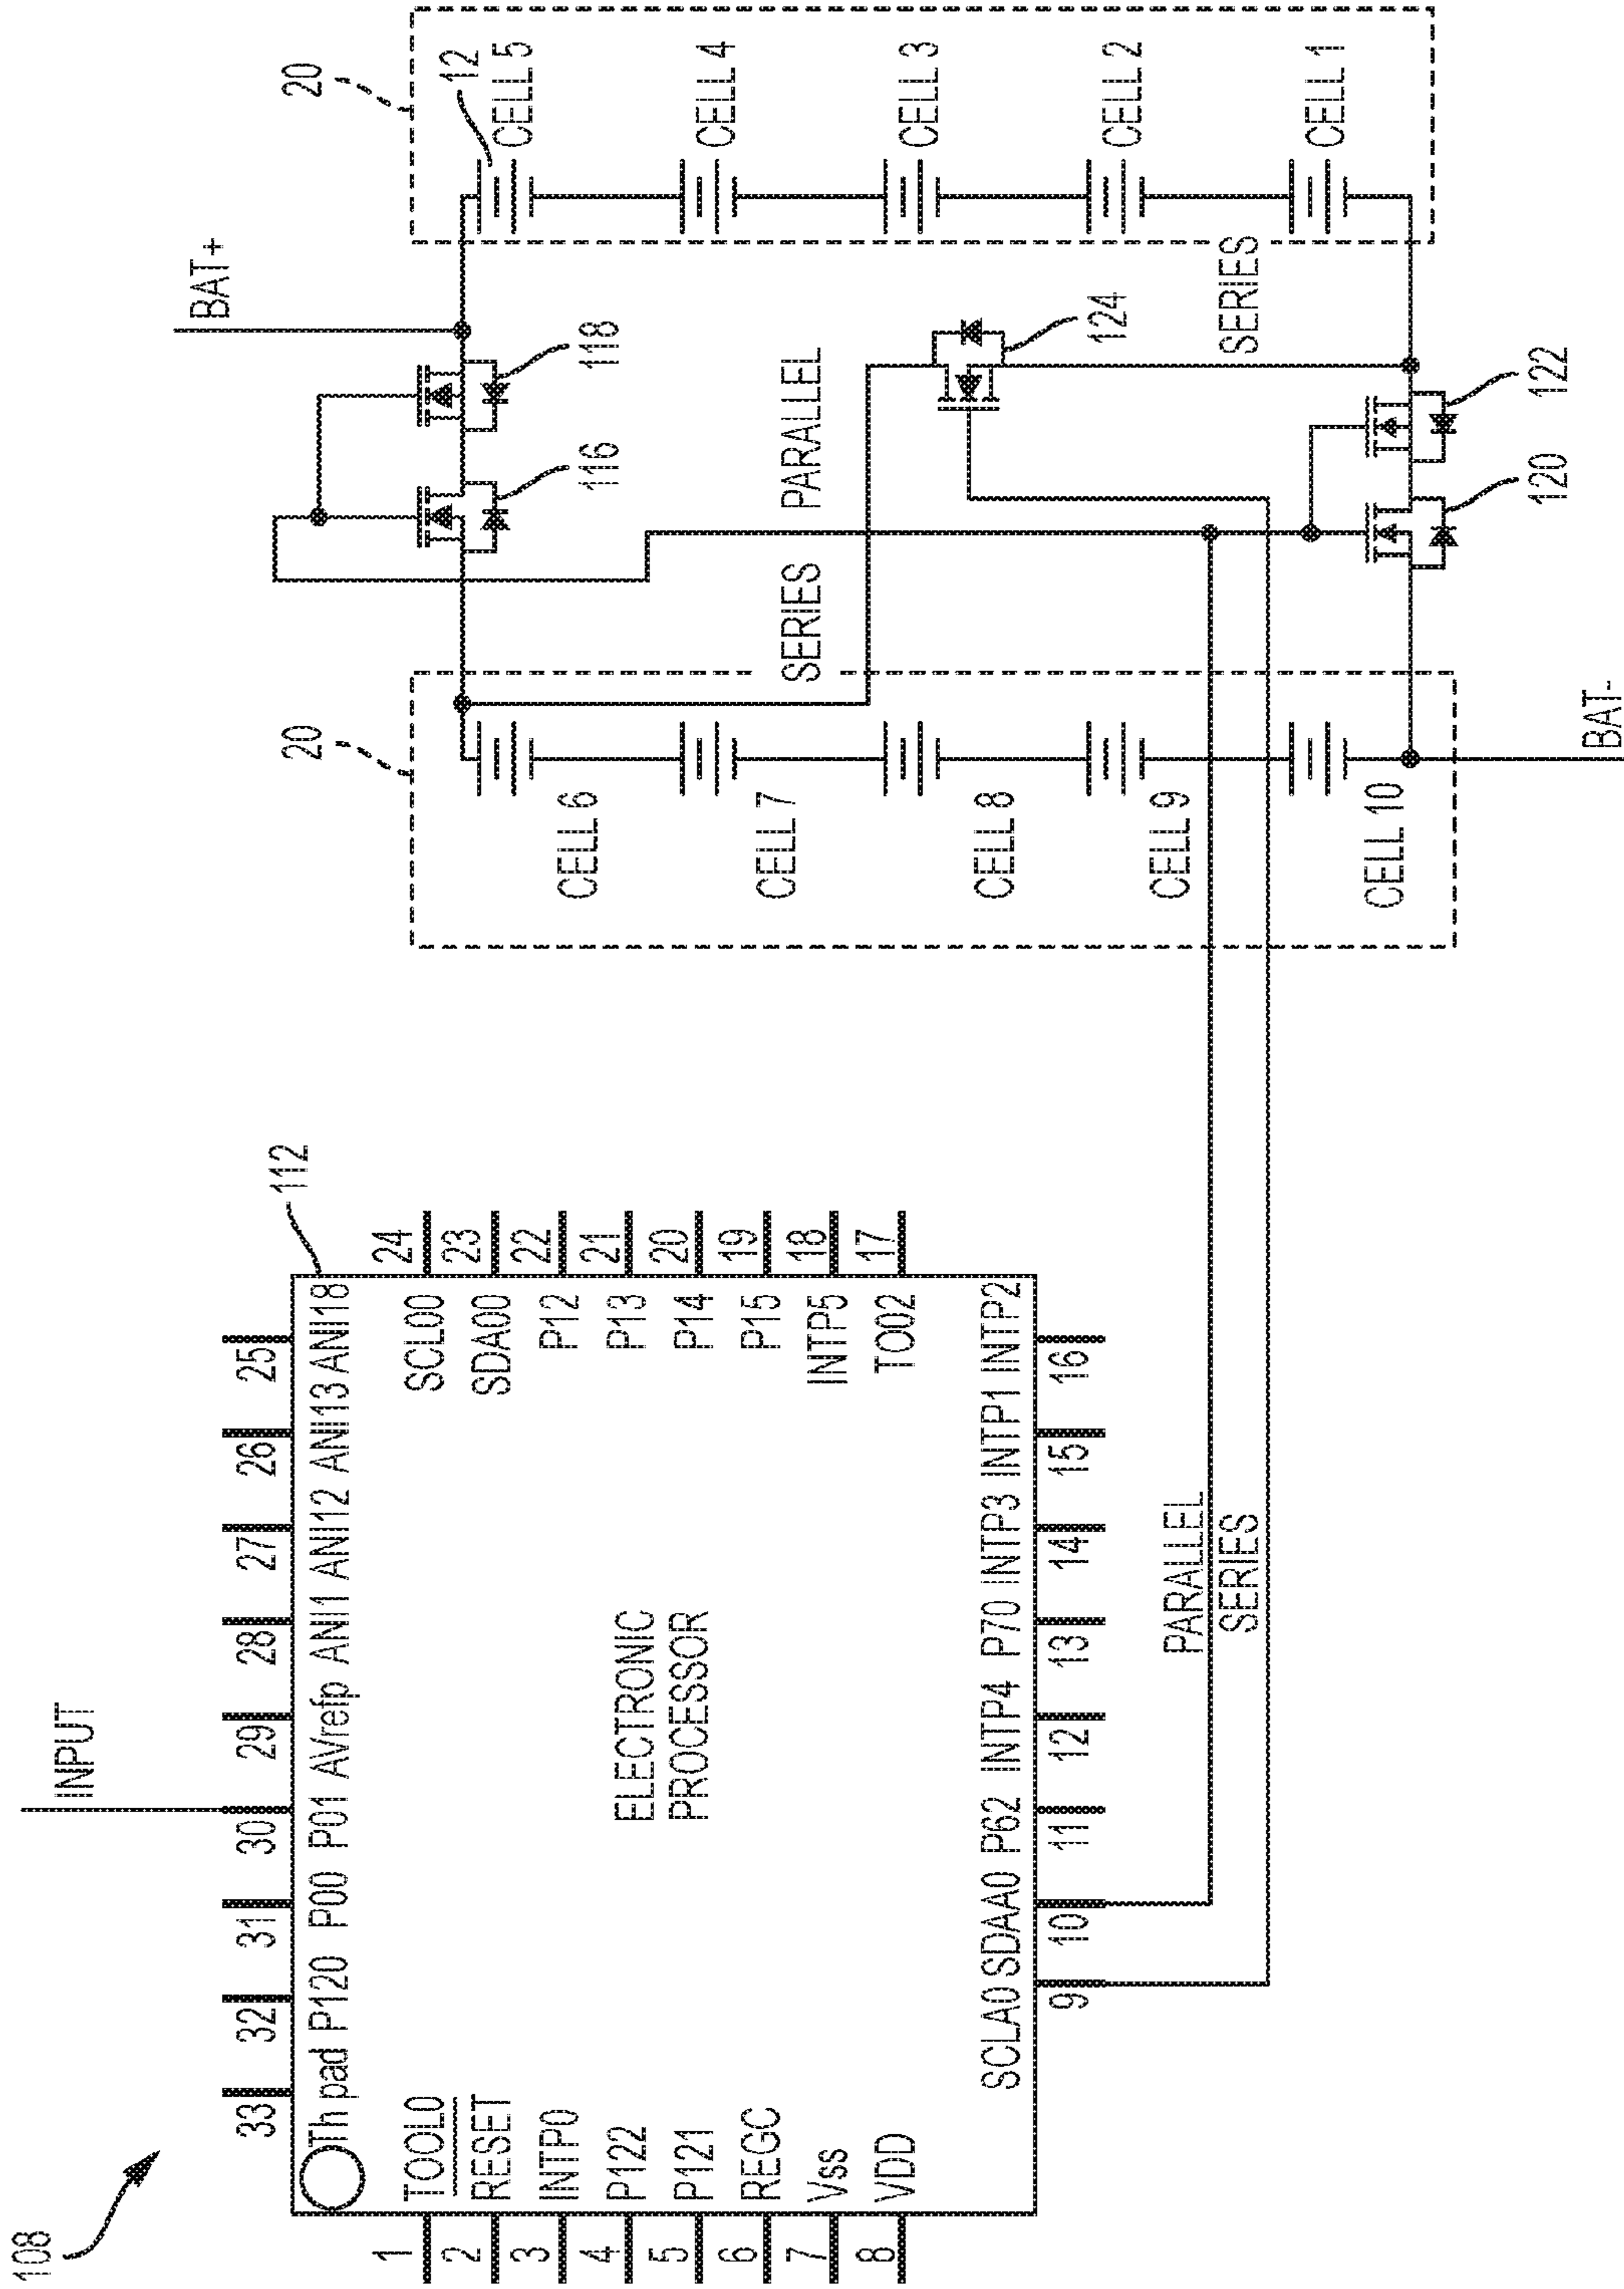 108
INPUT
33
32
31
30
29
28
27
26
25
112
Th pad P120 P00 P01 AVrefp ANI1 ANI12 ANI13 ANI18
1
2
3
4
5
6
7
8
TOOL0
RESET
INTP0
P122
P121
REGC
Vss
VDD
ELECTRONIC
PROCESSOR
SCL00
SDA00
P12
P13
P14
P15
INTP5
TO02
24
23
22
21
20
19
18
17
SCLA0 SDAA0 P62 INTP4 P70 INTP3 INTP1 INTP2
9
10
11
12
13
14
15
16
PARALLEL
SERIES
20
CELL 6
CELL 7
CELL 8
CELL 9
CELL 10
BAT-
SERIES
PARALLEL
116
118
BAT+
124
SERIES
120
122
20
12
CELL 5
CELL 4
CELL 3
CELL 2
CELL 1